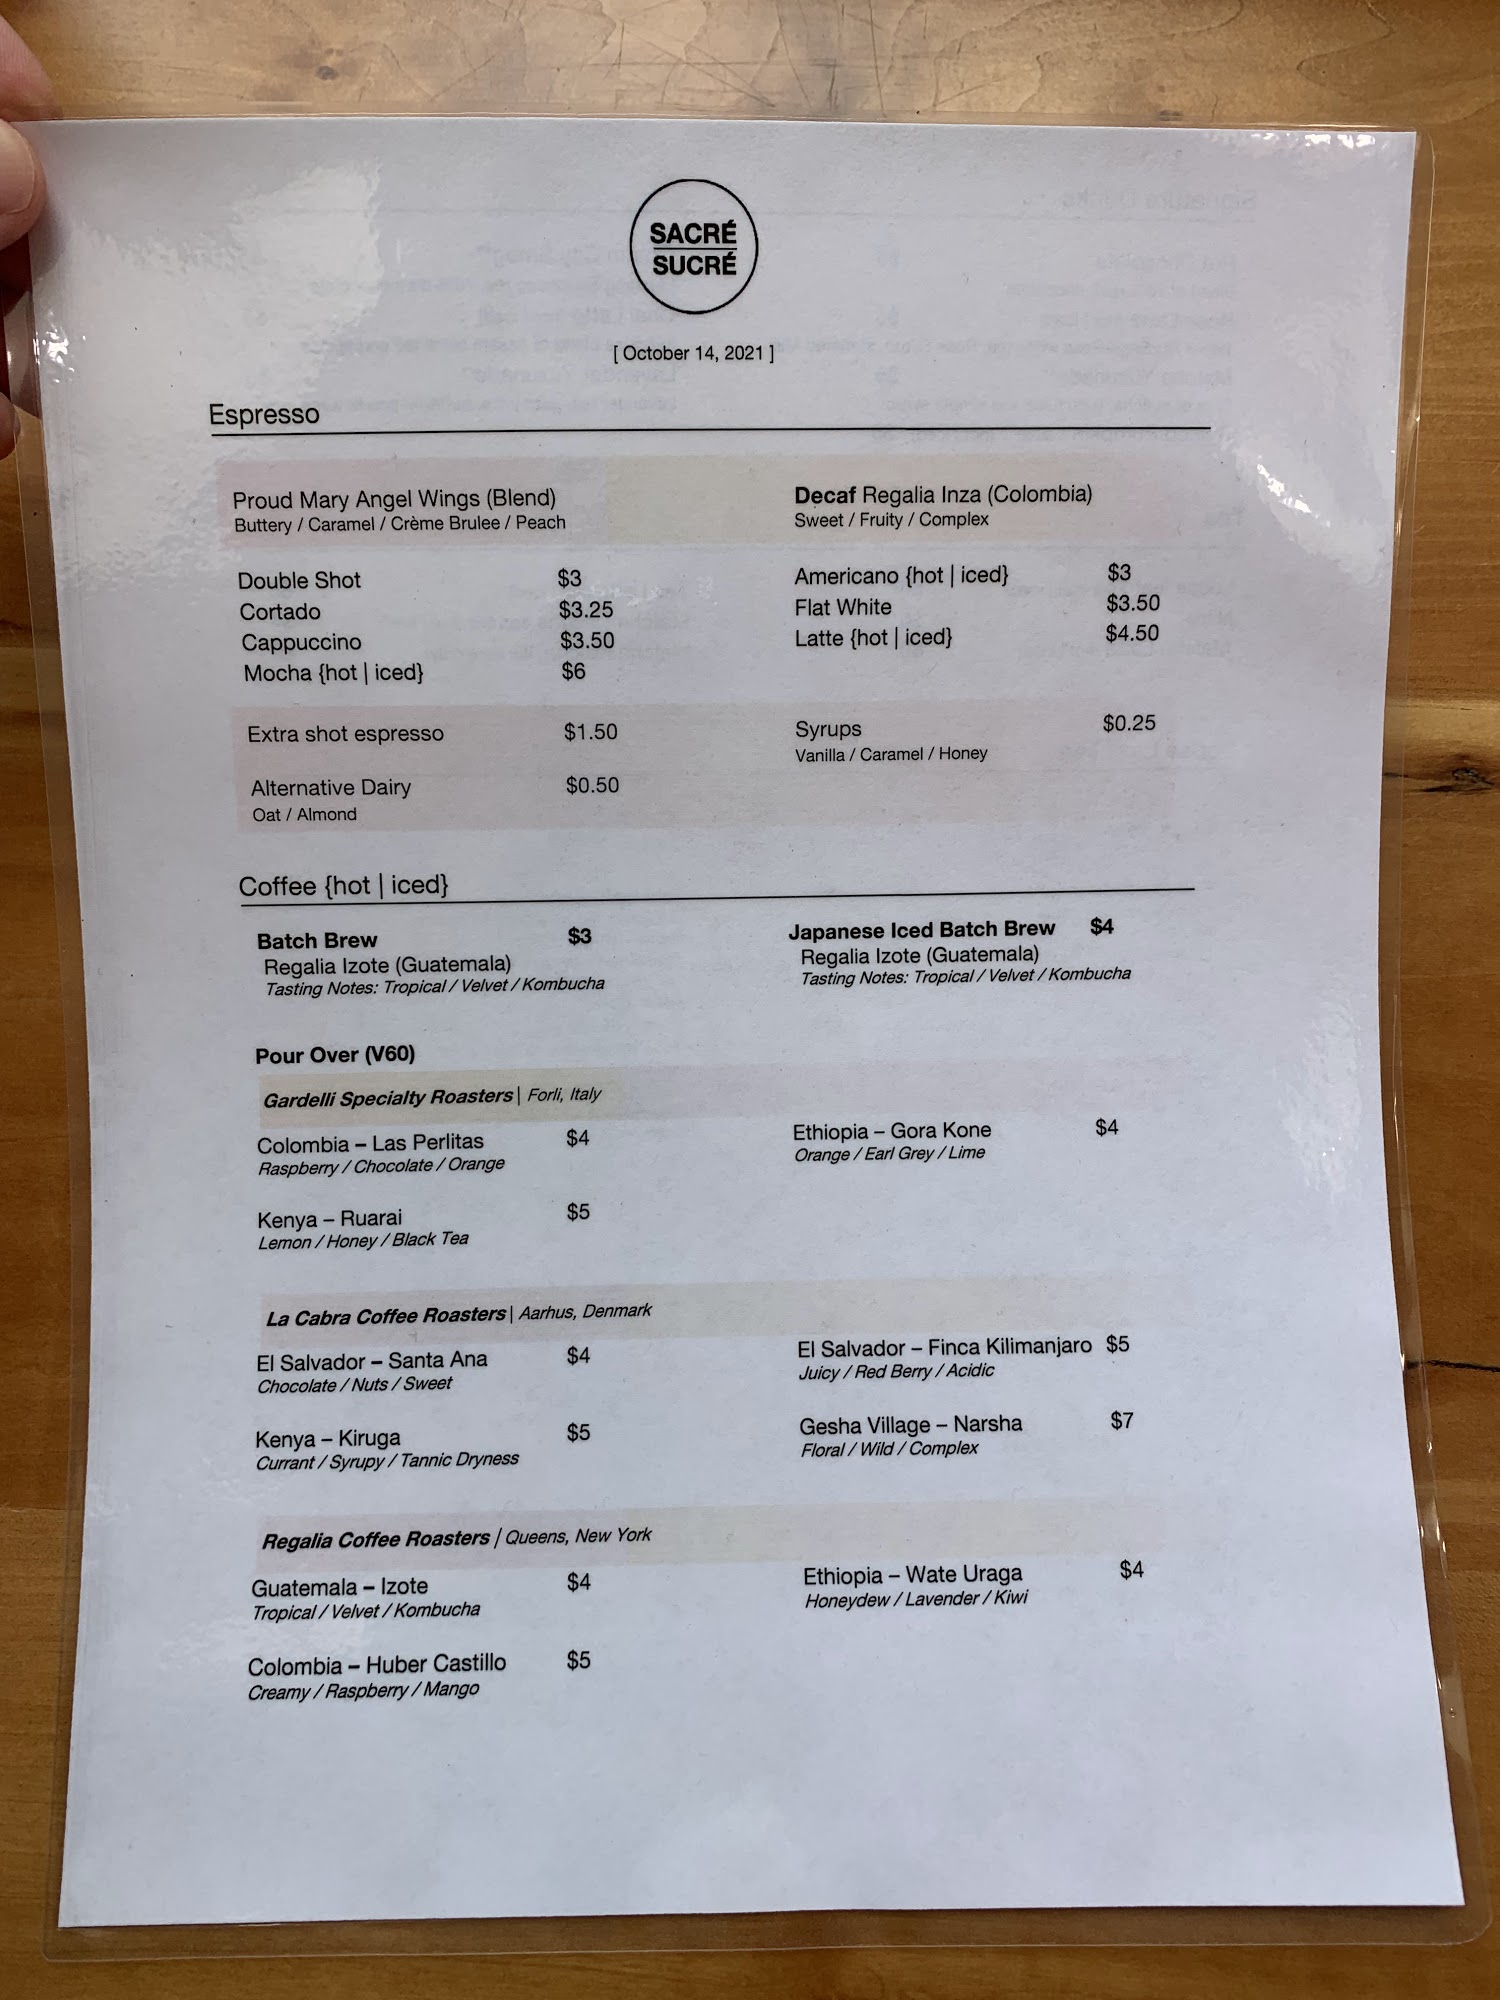 SACRÉ
SUCRÉ
[ October 14, 2021 ]
Espresso
Proud Mary Angel Wings (Blend)
Buttery / Caramel / Crème Brulee / Peach
Decaf Regalia Inza (Colombia)
Sweet / Fruity / Complex
Double Shot $3
Cortado $3.25
Cappuccino $3.50
Mocha {hot | iced} $6
Americano {hot | iced} $3
Flat White $3.50
Latte {hot | iced} $4.50
Extra shot espresso $1.50
Alternative Dairy $0.50
Oat / Almond
Syrups $0.25
Vanilla / Caramel / Honey
Coffee {hot | iced}
Batch Brew $3
Regalia Izote (Guatemala)
Tasting Notes: Tropical / Velvet / Kombucha
Japanese Iced Batch Brew $4
Regalia Izote (Guatemala)
Tasting Notes: Tropical / Velvet / Kombucha
Pour Over (V60)
Gardelli Specialty Roasters | Forli, Italy
Colombia – Las Perlitas $4
Raspberry / Chocolate / Orange
Ethiopia – Gora Kone $4
Orange / Earl Grey / Lime
Kenya – Ruarai $5
Lemon / Honey / Black Tea
La Cabra Coffee Roasters | Aarhus, Denmark
El Salvador – Santa Ana $4
Chocolate / Nuts / Sweet
El Salvador – Finca Kilimanjaro $5
Juicy / Red Berry / Acidic
Kenya – Kiruga $5
Currant / Syrupy / Tannic Dryness
Gesha Village – Narsha $7
Floral / Wild / Complex
Regalia Coffee Roasters | Queens, New York
Guatemala – Izote $4
Tropical / Velvet / Kombucha
Ethiopia – Wate Uraga $4
Honeydew / Lavender / Kiwi
Colombia – Huber Castillo $5
Creamy / Raspberry / Mango